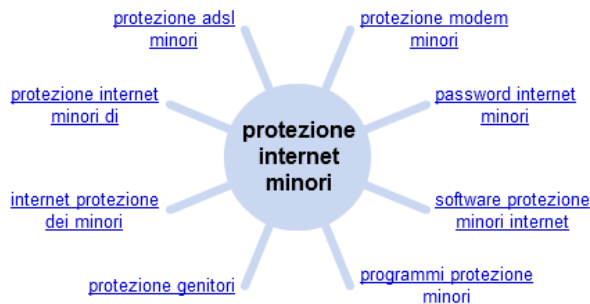 protezione adsl
minori
protezione modem
minori
protezione internet
minori di
password internet
minori
protezione
internet
minori
internet protezione
dei minori
software protezione
minori internet
protezione genitori
programmi protezione
minori